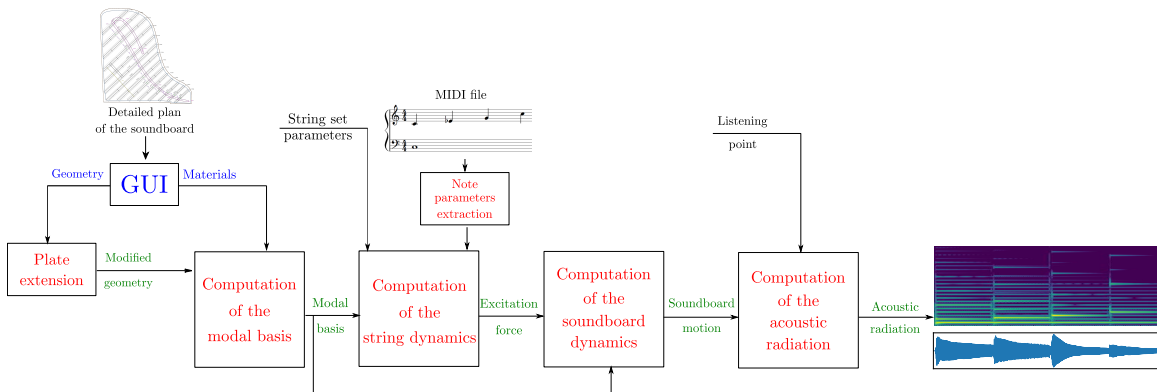 Detailed plan
of the soundboard
GUI
Geometry
Materials
Plate
extension
Modified
geometry
Computation
of the
modal basis
Modal
basis
String set
parameters
MIDI file
Note
parameters
extraction
Computation
of the
string dynamics
Excitation
force
Computation
of the
soundboard
dynamics
Soundboard
motion
Listening
point
Computation
of the
acoustic
radiation
Acoustic
radiation